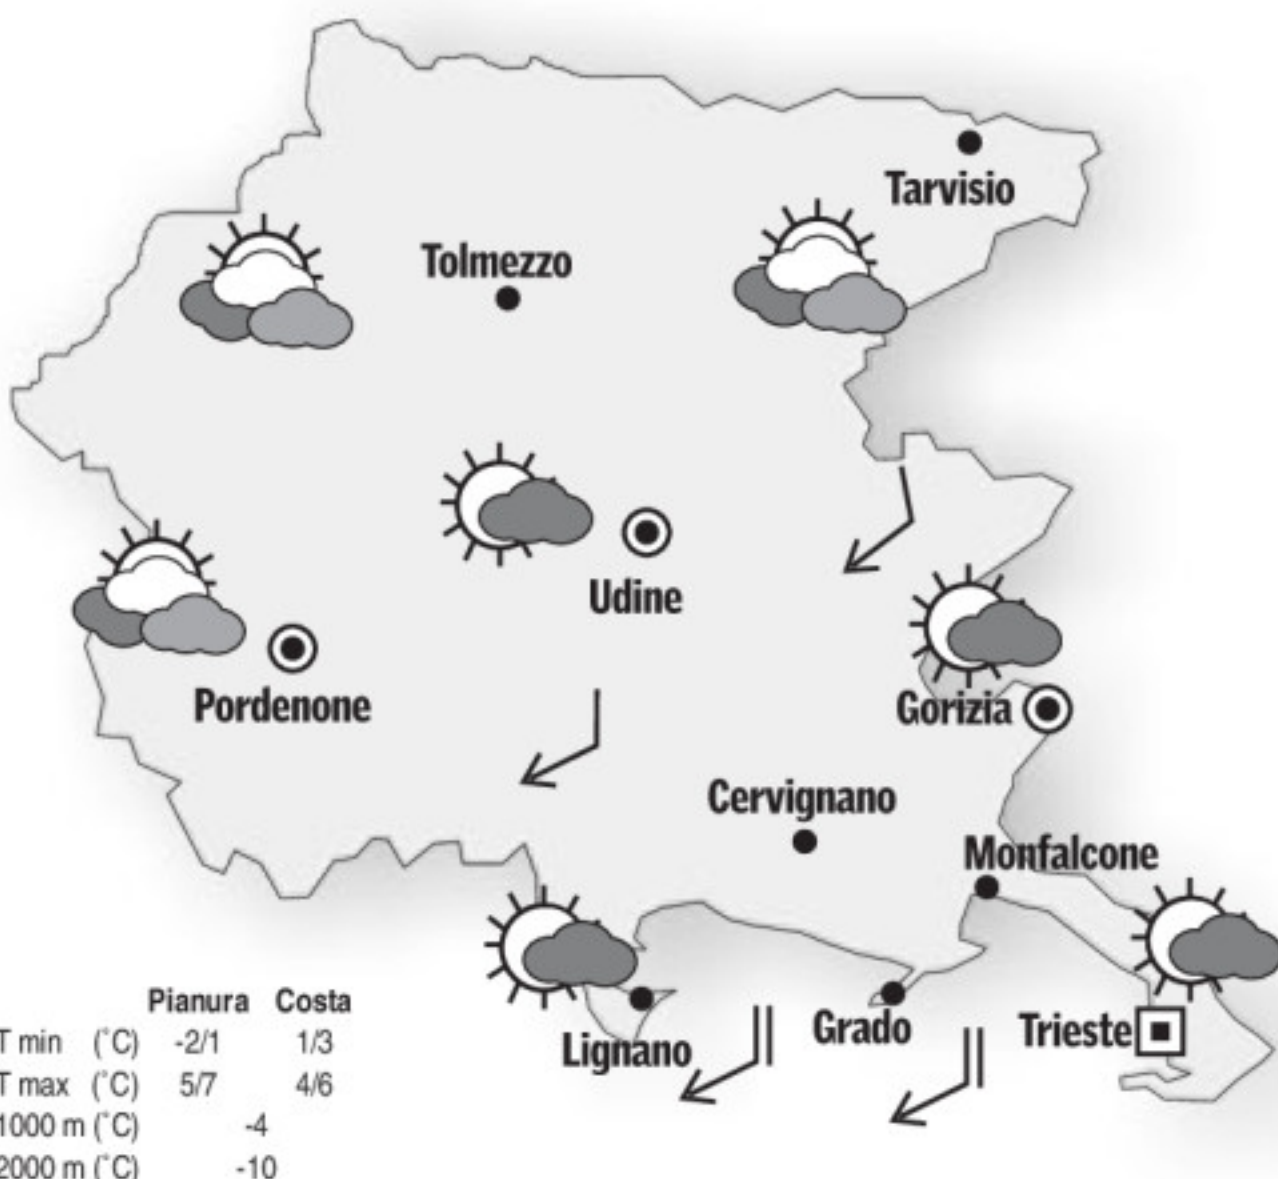 Tarvisio
Tolmezzo
Udine
Pordenone
Gorizia
Cervignano
Monfalcone
Grado
Trieste
Lignano
Pianura Costa
T min (°C) -2/1 1/3
T max (°C) 5/7 4/6
1000 m (°C) -4
2000 m (°C) -10